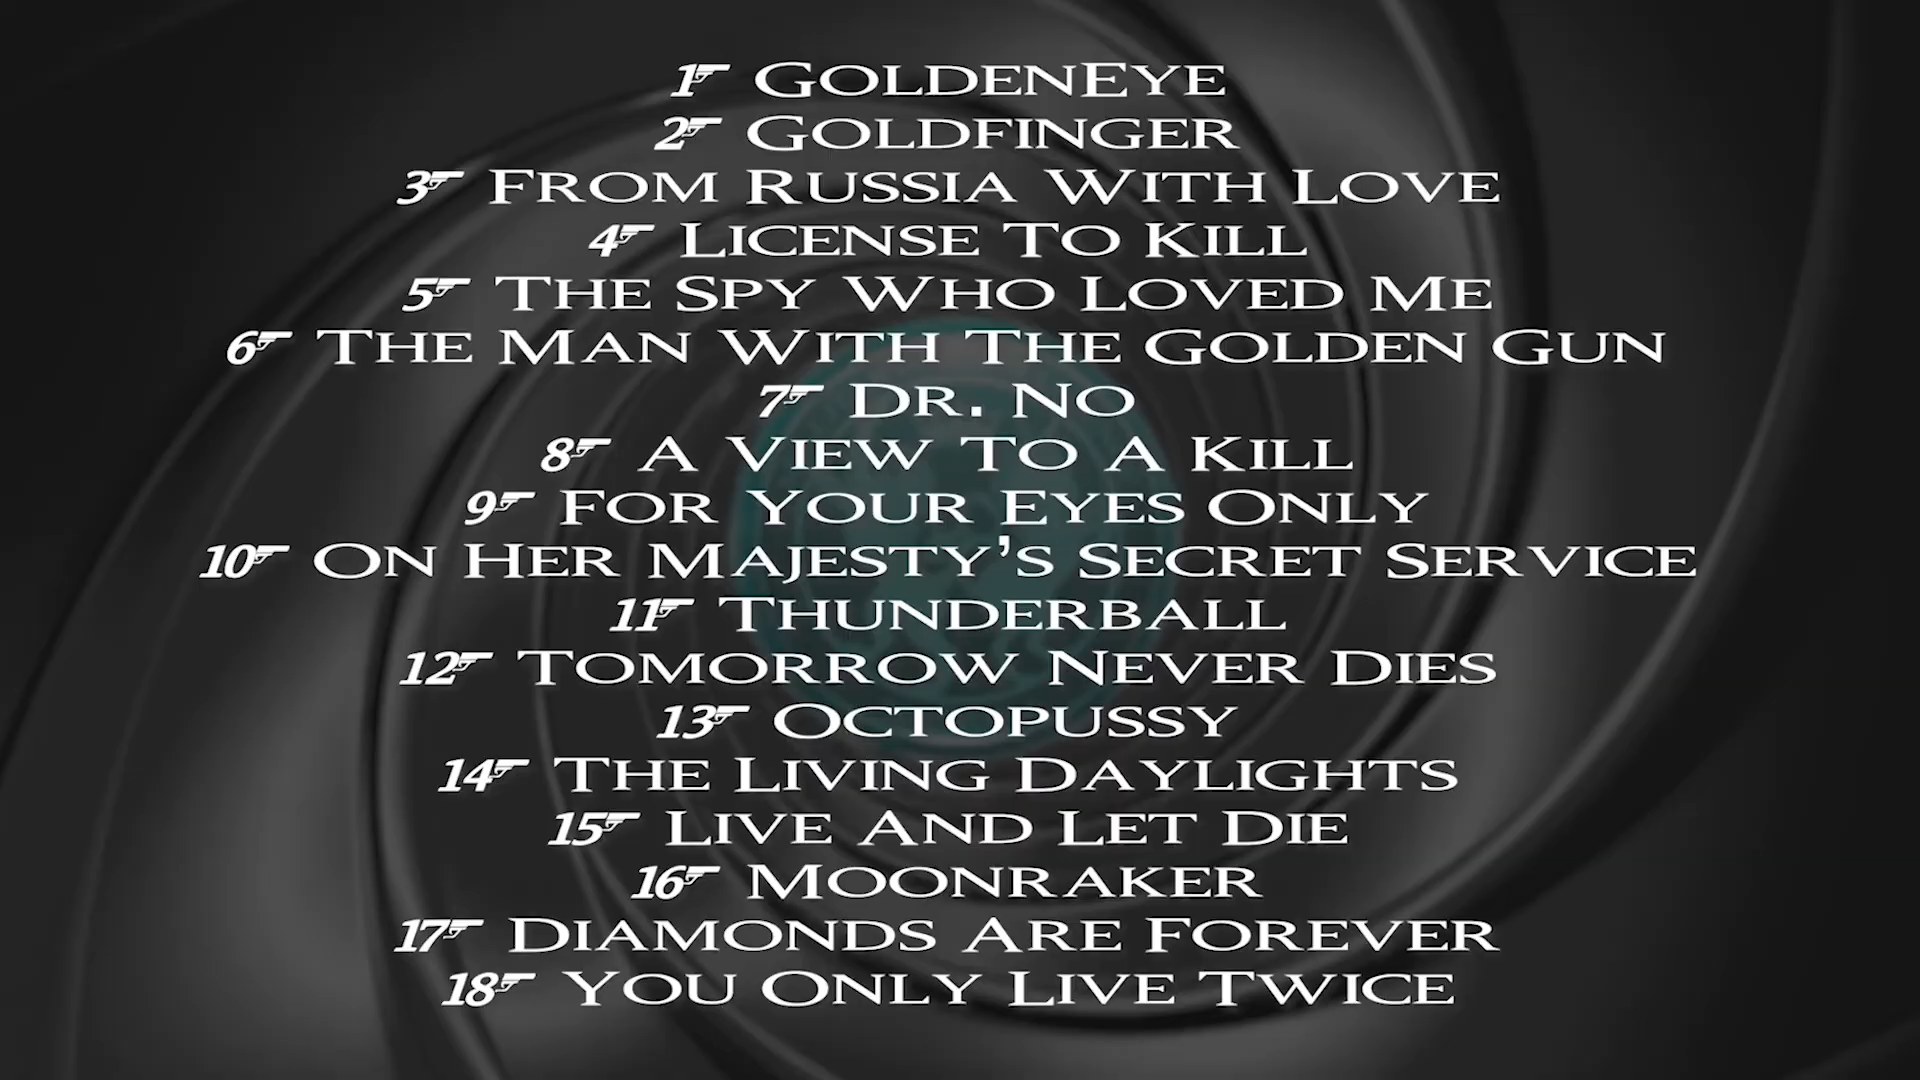 1 GoldenEye
2 Goldfinger
3 From Russia With Love
4 License To Kill
5 The Spy Who Loved Me
6 The Man With The Golden Gun
7 Dr. No
8 A View To A Kill
9 For Your Eyes Only
10 On Her Majesty's Secret Service
11 Thunderball
12 Tomorrow Never Dies
13 Octopussy
14 The Living Daylights
15 Live And Let Die
16 Moonraker
17 Diamonds Are Forever
18 You Only Live Twice